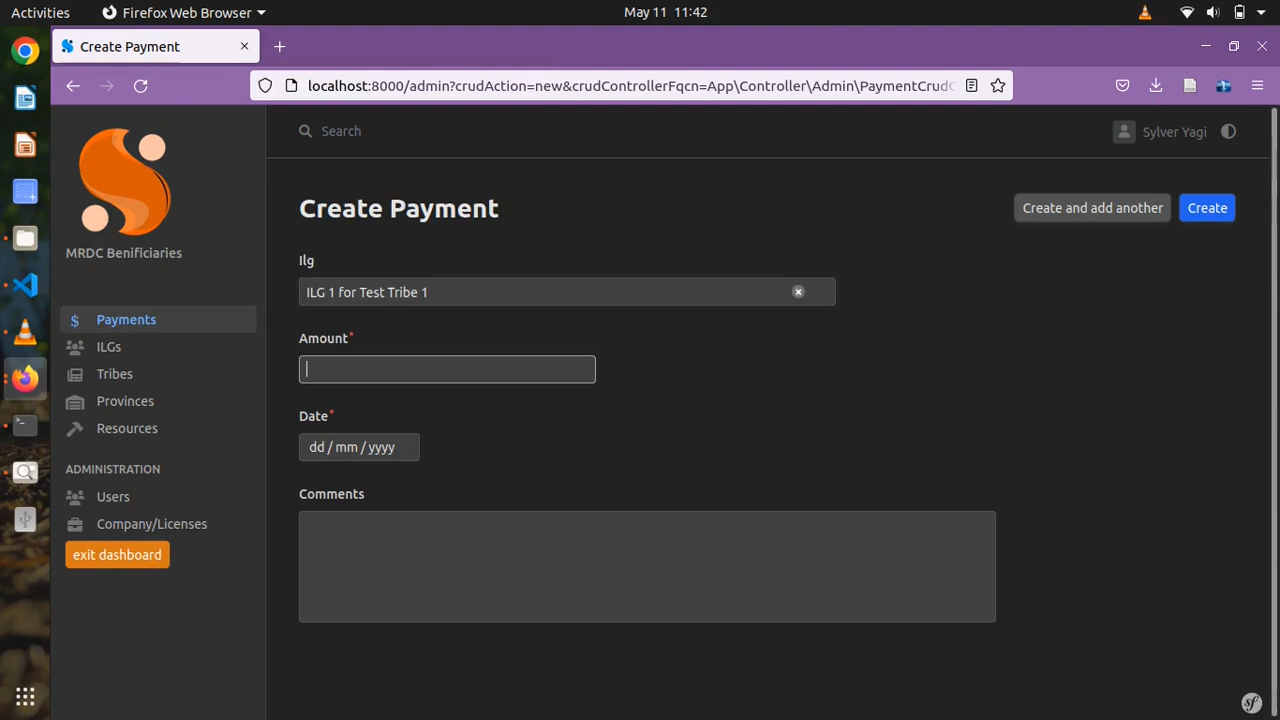 Activities
Firefox Web Browser
May 11 11:42
Create Payment
localhost:8000/admin?crudAction=new&crudControllerFqcn=App\Controller\Admin\PaymentCrudC
Search
Sylver Yagi
MRDC Benificiaries
Payments
ILGs
Tribes
Provinces
Resources
ADMINISTRATION
Users
Company/Licenses
exit dashboard
Create Payment
Create and add another
Create
Ilg
ILG 1 for Test Tribe 1
Amount*
Date*
dd / mm / yyyy
Comments